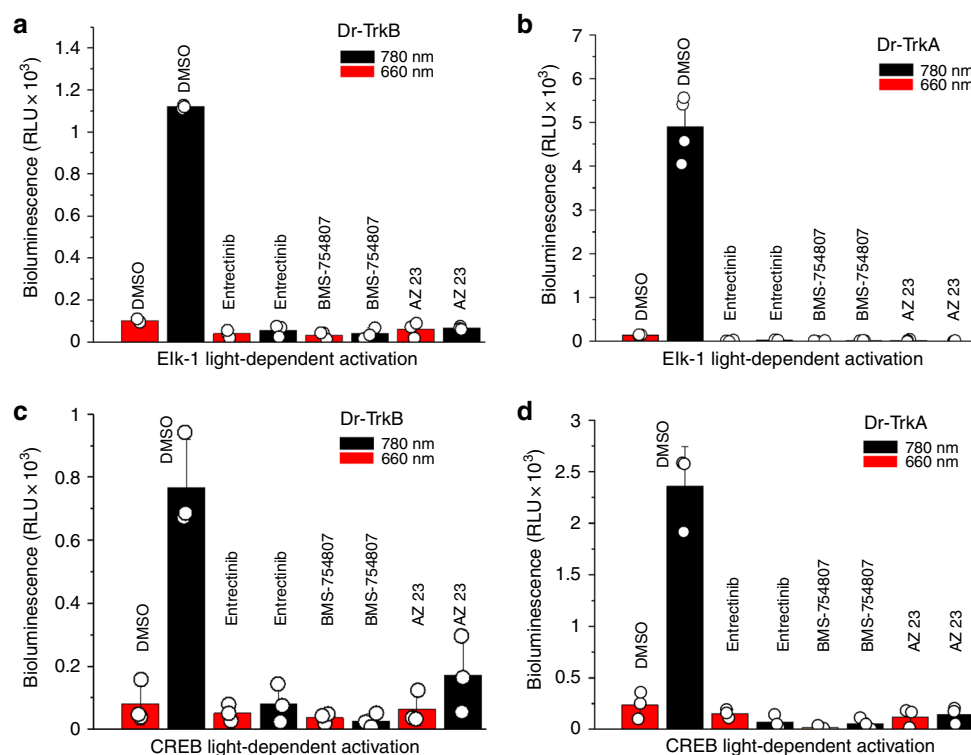 a
Dr-TrkB
780 nm
660 nm
Bioluminescence (RLU × 10³)
1.4
1.2
1
0.8
0.6
0.4
0.2
0
DMSO
DMSO
Entrectinib
Entrectinib
BMS-754807
BMS-754807
AZ 23
AZ 23
Elk-1 light-dependent activation
b
Dr-TrkA
780 nm
660 nm
Bioluminescence (RLU × 10³)
7
6
5
4
3
2
1
0
DMSO
DMSO
Entrectinib
Entrectinib
BMS-754807
BMS-754807
AZ 23
AZ 23
Elk-1 light-dependent activation
c
Dr-TrkB
780 nm
660 nm
Bioluminescence (RLU × 10³)
1
0.8
0.6
0.4
0.2
0
DMSO
DMSO
Entrectinib
Entrectinib
BMS-754807
BMS-754807
AZ 23
AZ 23
CREB light-dependent activation
d
Dr-TrkA
780 nm
660 nm
Bioluminescence (RLU × 10³)
3
2.5
2
1.5
1
0.5
0
DMSO
DMSO
Entrectinib
Entrectinib
BMS-754807
BMS-754807
AZ 23
AZ 23
CREB light-dependent activation